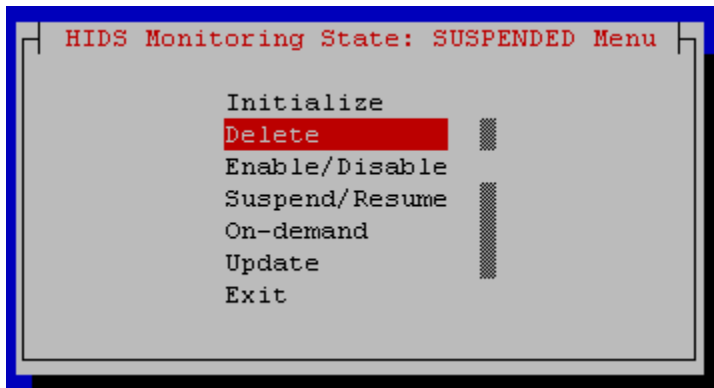 HIDS Monitoring State: SUSPENDED Menu
Initialize
Delete
Enable/Disable
Suspend/Resume
On-demand
Update
Exit